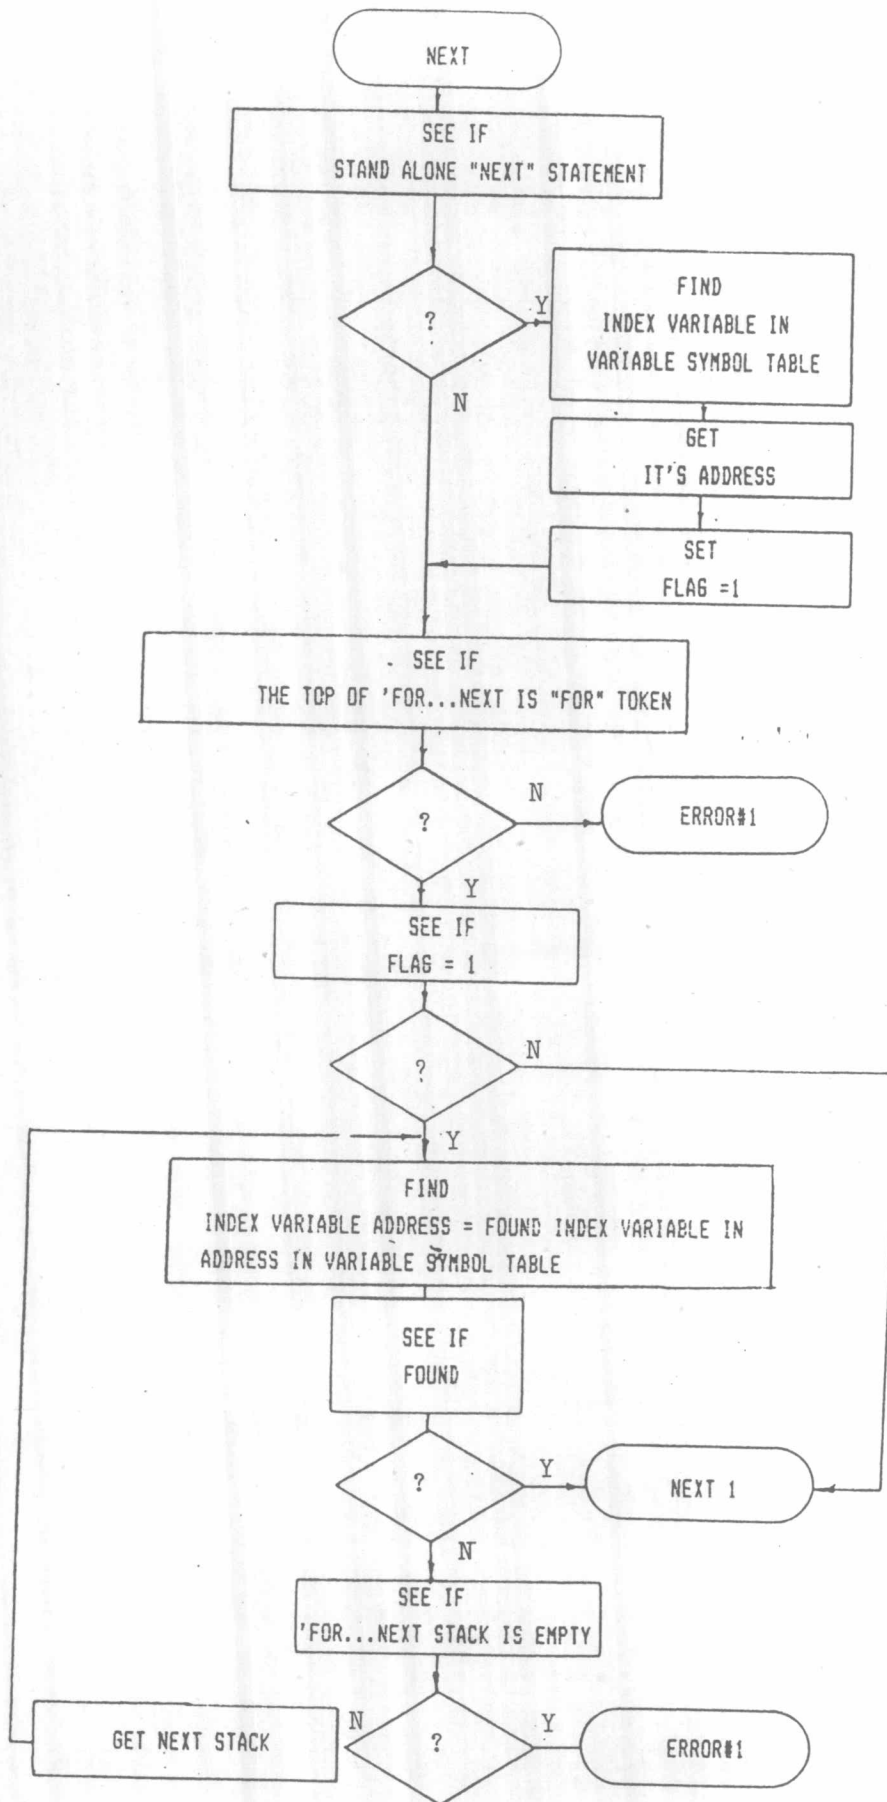 NEXT
SEE IF
STAND ALONE "NEXT" STATEMENT
?
Y
N
FIND
INDEX VARIABLE IN
VARIABLE SYMBOL TABLE
GET
IT'S ADDRESS
SET
FLAG =1
SEE IF
THE TOP OF 'FOR...NEXT IS "FOR" TOKEN
?
N
ERROR#1
Y
SEE IF
FLAG = 1
?
N
Y
FIND
INDEX VARIABLE ADDRESS = FOUND INDEX VARIABLE IN
ADDRESS IN VARIABLE SYMBOL TABLE
SEE IF
FOUND
?
Y
NEXT 1
N
SEE IF
'FOR...NEXT STACK IS EMPTY
GET NEXT STACK
N
?
Y
ERROR#1